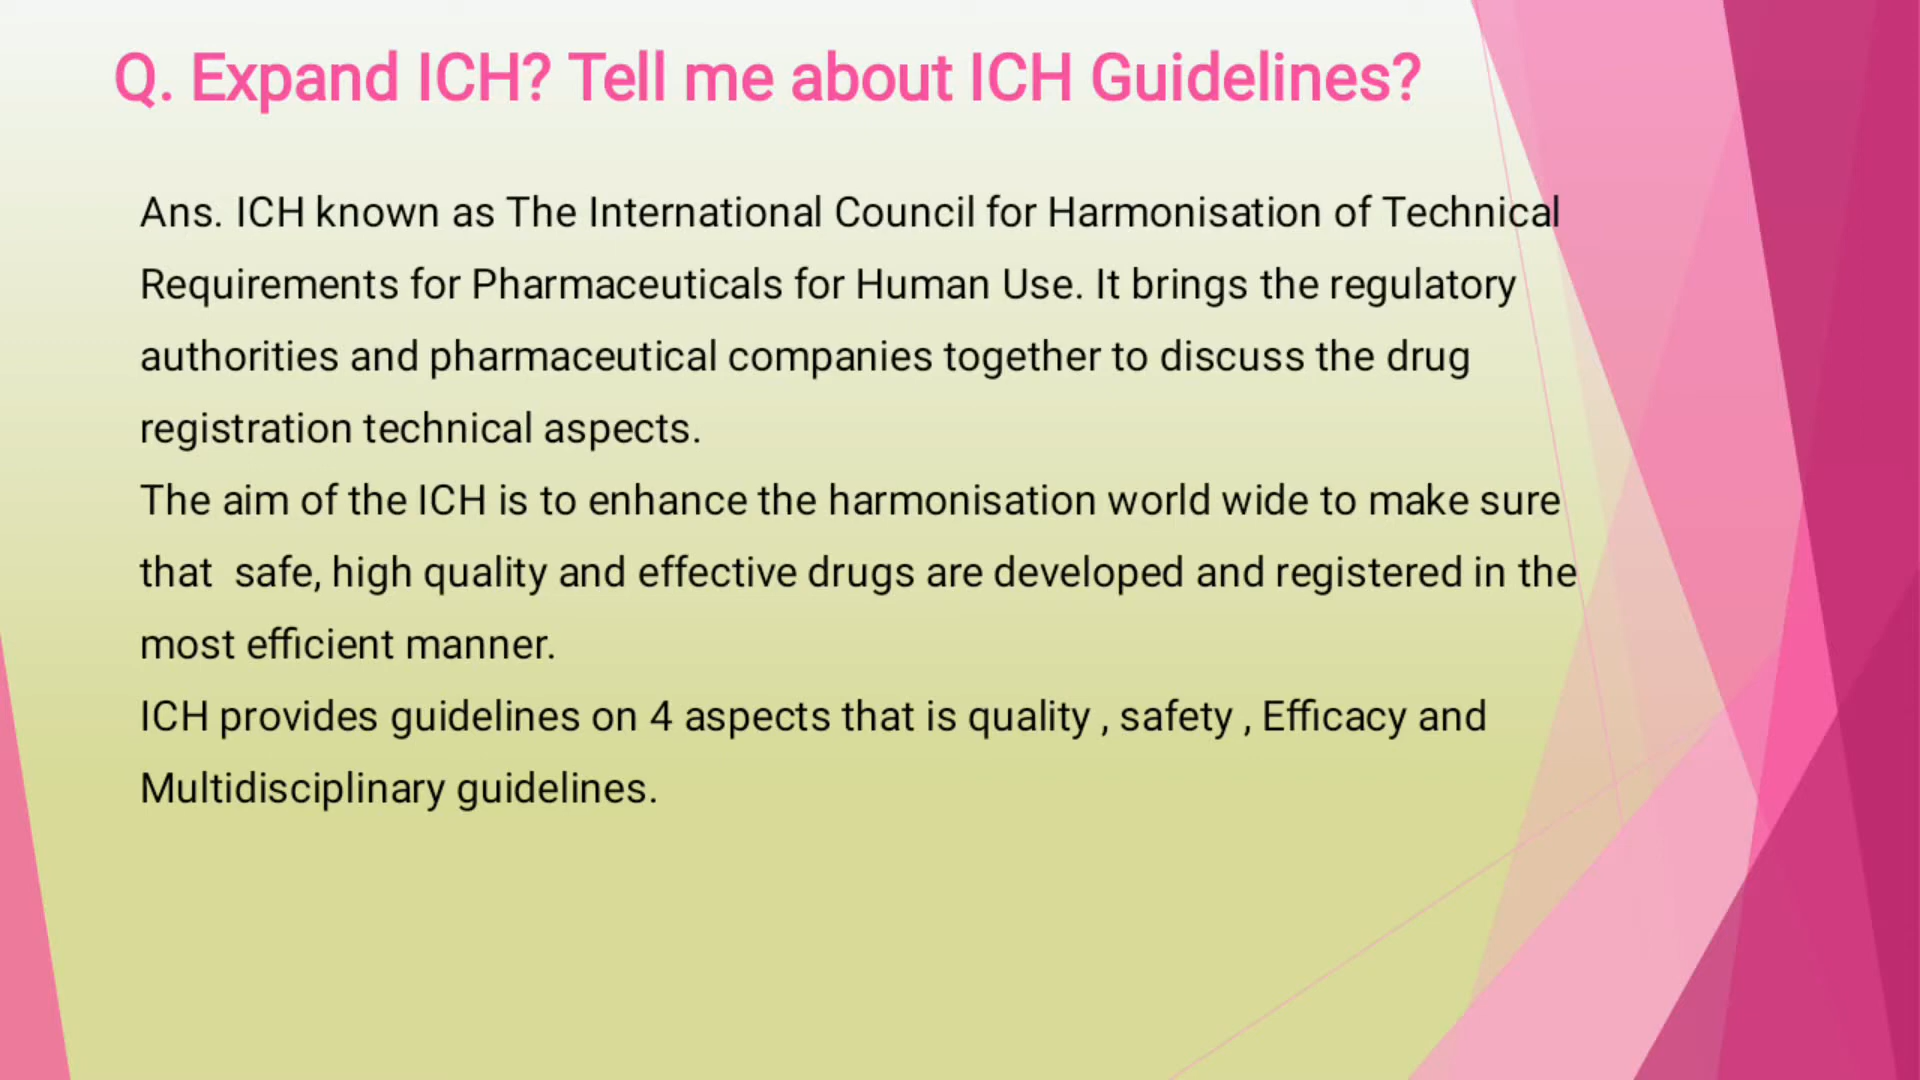 Q. Expand ICH? Tell me about ICH Guidelines?
Ans. ICH known as The International Council for Harmonisation of Technical
Requirements for Pharmaceuticals for Human Use. It brings the regulatory
authorities and pharmaceutical companies together to discuss the drug
registration technical aspects.
The aim of the ICH is to enhance the harmonisation world wide to make sure
that  safe, high quality and effective drugs are developed and registered in the
most efficient manner.
ICH provides guidelines on 4 aspects that is quality , safety , Efficacy and
Multidisciplinary guidelines.